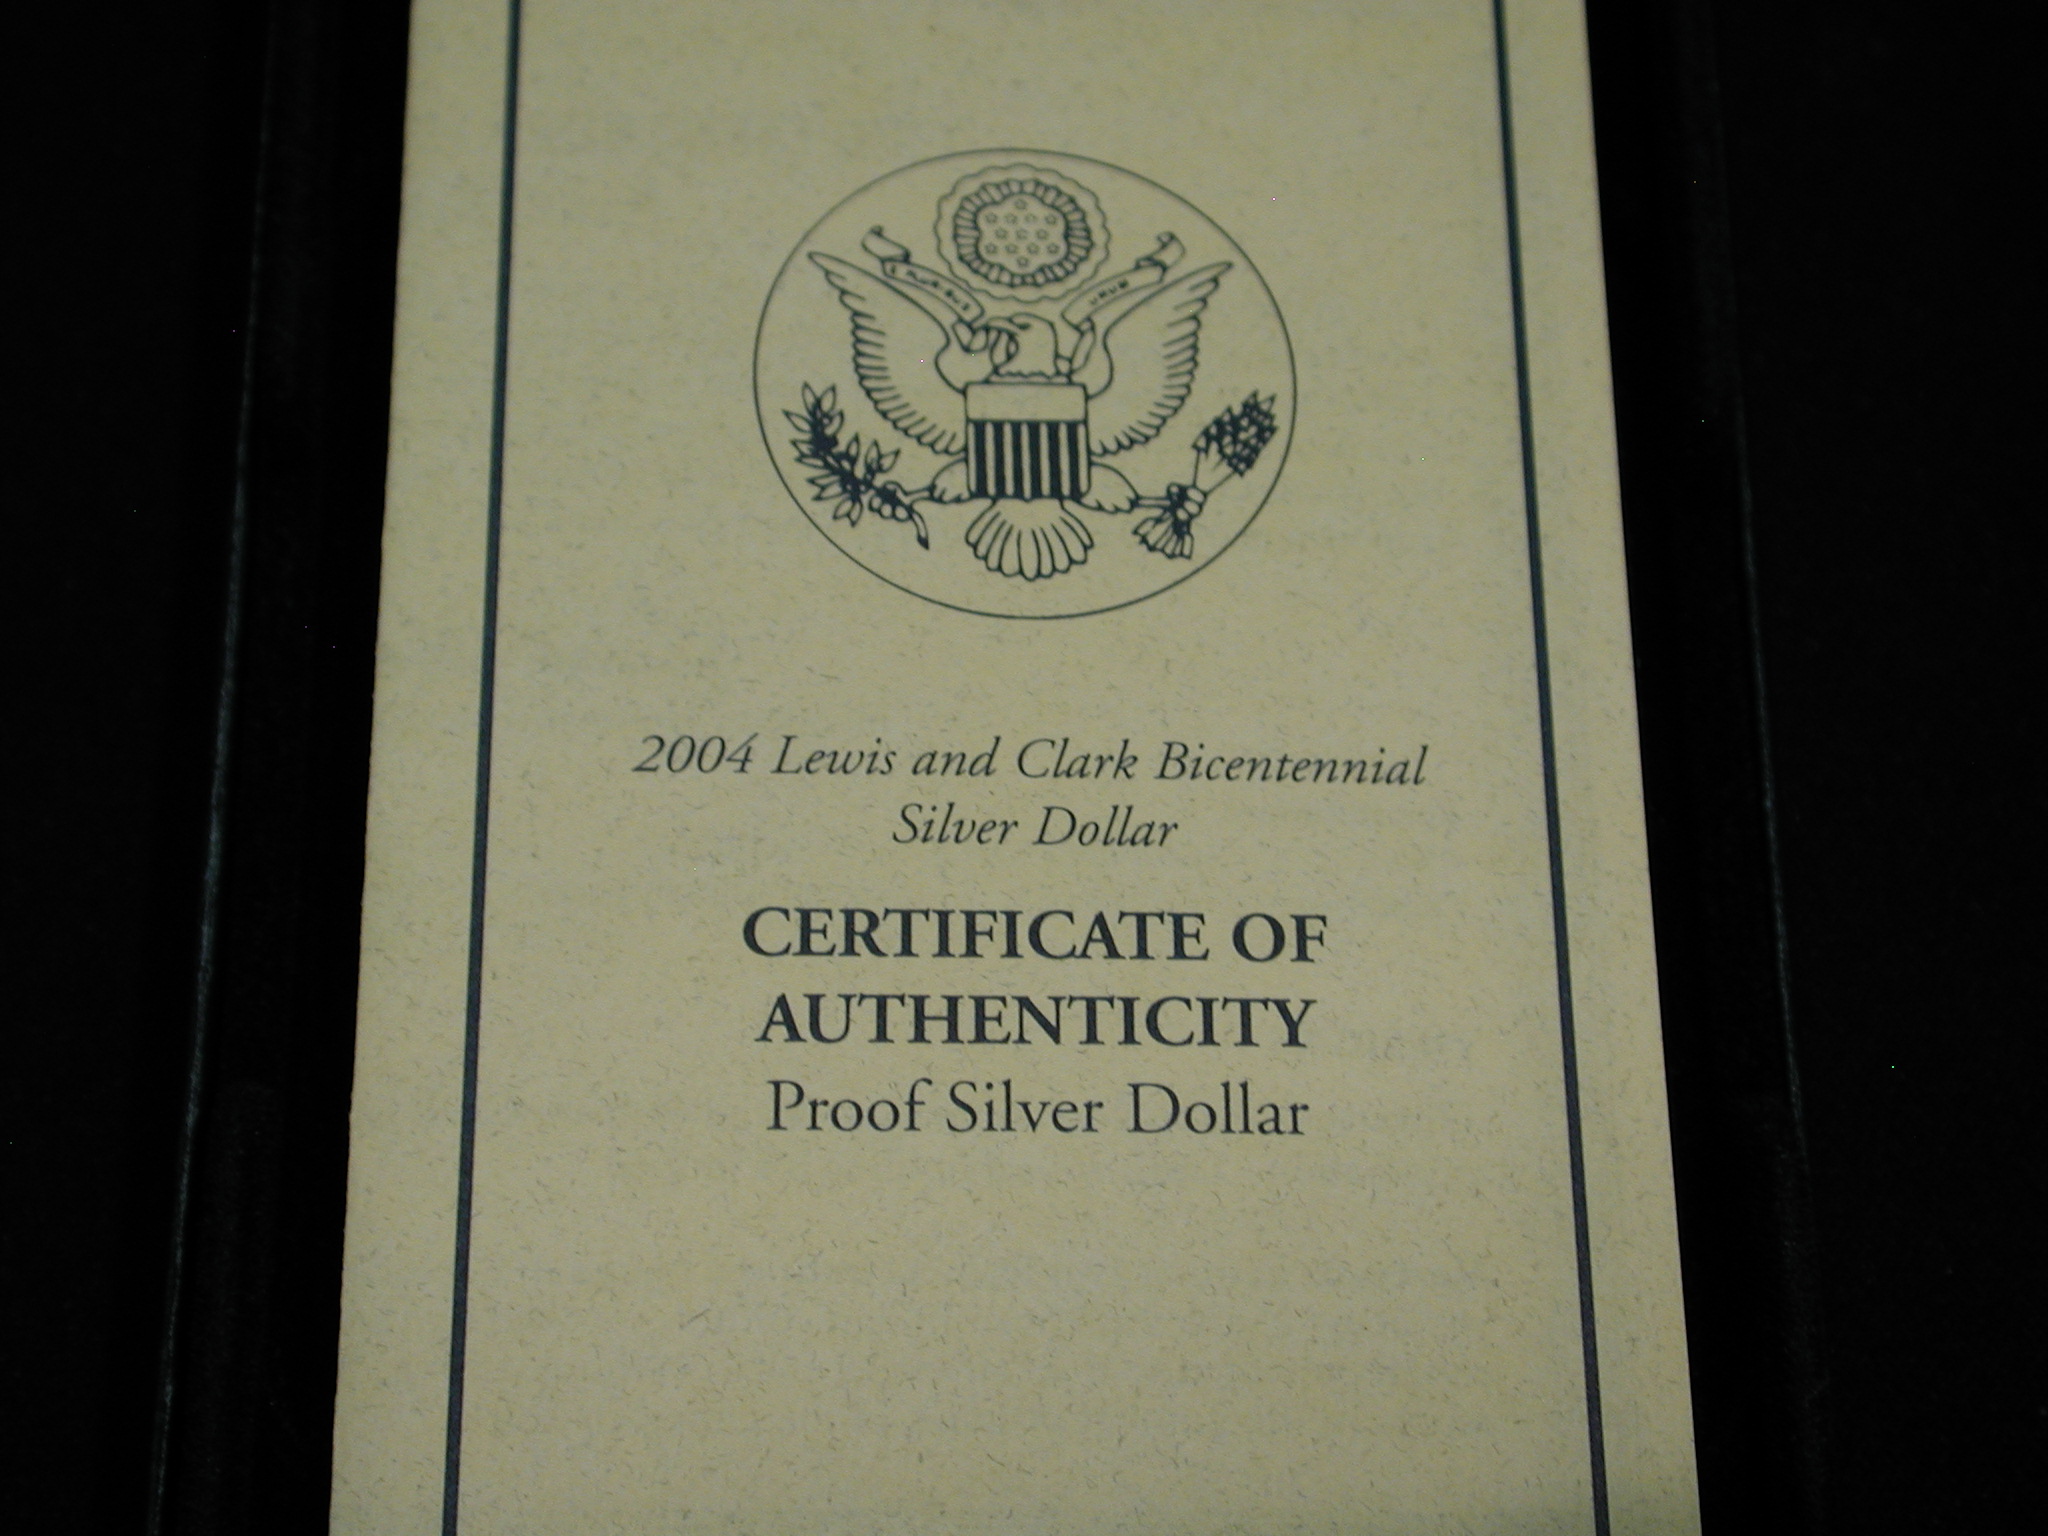 2004 Lewis and Clark Bicentennial
Silver Dollar
CERTIFICATE OF
AUTHENTICITY
Proof Silver Dollar